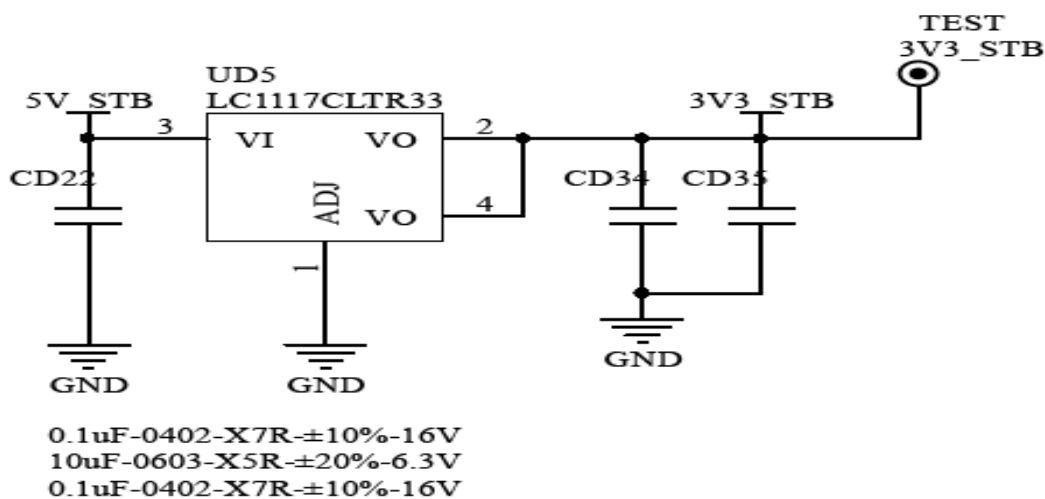 TEST
3V3_STB
UD5
LC1117CLTR33
5V_STB
3V3_STB
3
VI
VO
2
CD22
ADJ
VO
4
CD34
CD35
1
GND
GND
GND
0.1uF-0402-X7R-±10%-16V
10uF-0603-X5R-±20%-6.3V
0.1uF-0402-X7R-±10%-16V